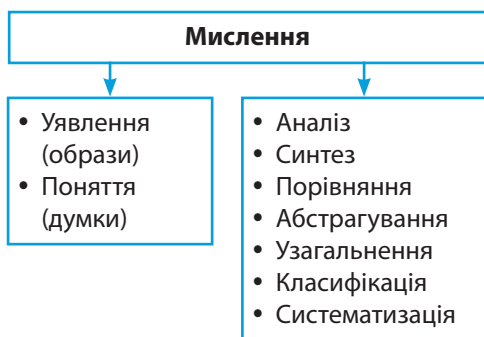 Мислення
• Уявлення
(образи)
• Поняття
(думки)
• Аналіз
• Синтез
• Порівняння
• Абстрагування
• Узагальнення
• Класифікація
• Систематизація